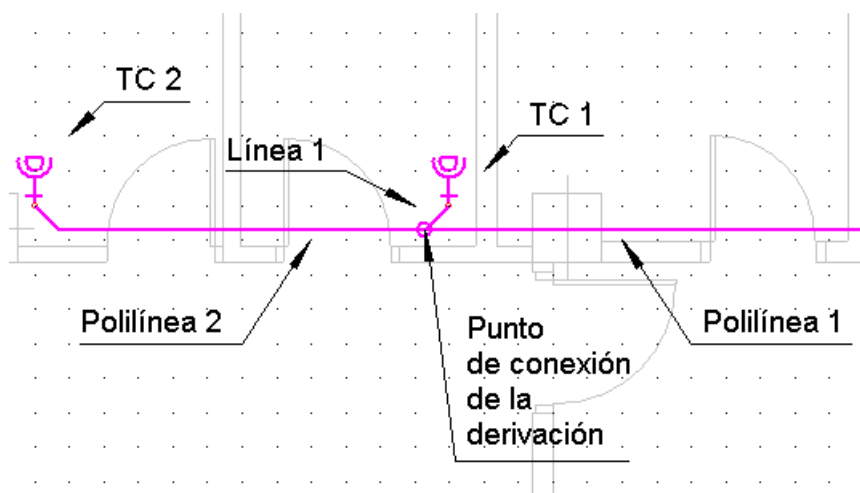 TC 2
TC 1
Línea 1
Polilínea 2
Punto
de conexión
de la
derivación
Polilínea 1